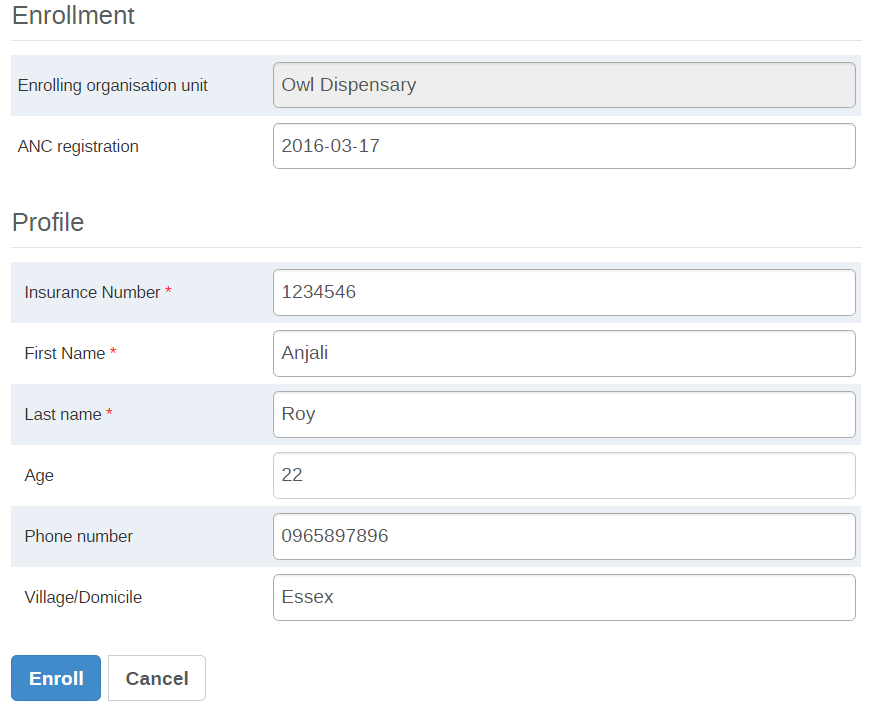 Enrollment
Enrolling organisation unit Owl Dispensary
ANC registration 2016-03-17
Profile
Insurance Number * 1234546
First Name * Anjali
Last name * Roy
Age 22
Phone number 0965897896
Village/Domicile Essex
Enroll Cancel